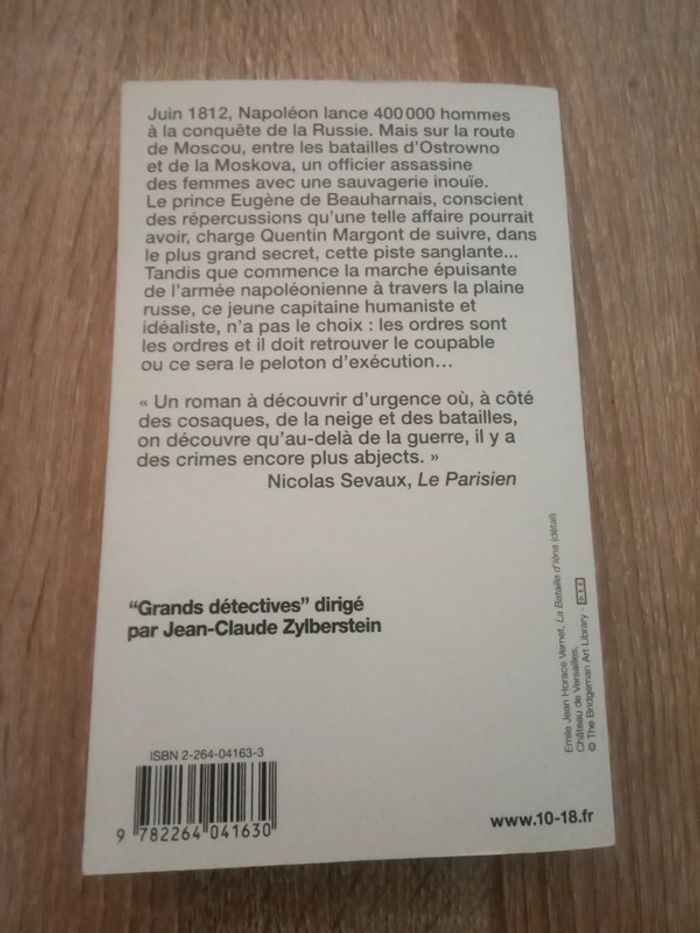 Juin 1812, Napoléon lance 400 000 hommes
à la conquête de la Russie. Mais sur la route
de Moscou, entre les batailles d'Ostrowno
et de la Moskova, un officier assassine
des femmes avec une sauvagerie inouïe.
Le prince Eugène de Beauharnais, conscient
des répercussions qu'une telle affaire pourrait
avoir, charge Quentin Margont de suivre, dans
le plus grand secret, cette piste sanglante...
Tandis que commence la marche épuisante
de l'armée napoléonienne à travers la plaine
russe, ce jeune capitaine humaniste et
idéaliste, n'a pas le choix : les ordres sont
les ordres et il doit retrouver le coupable
ou ce sera le peloton d'exécution...
« Un roman à découvrir d'urgence où, à côté
des cosaques, de la neige et des batailles,
on découvre qu'au-delà de la guerre, il y a
des crimes encore plus abjects. »
Nicolas Sevaux, Le Parisien
"Grands détectives" dirigé
par Jean-Claude Zylberstein
Emile Jean Horace Vernet, La Bataille d'Iéna (détail)
Château de Versailles.
© The Bridgeman Art Library -
ISBN 2-264-04163-3
9 782264 041630
www.10-18.fr